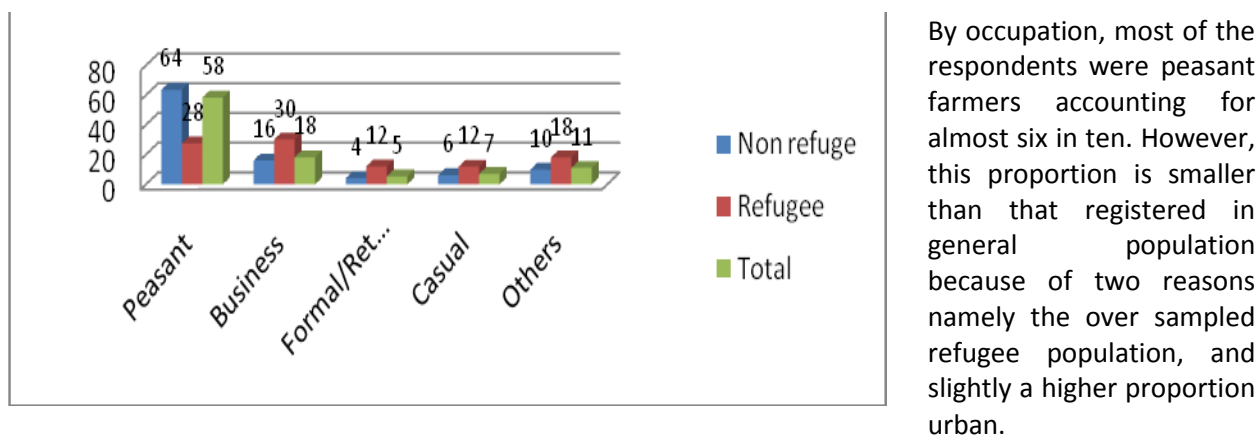 64
58
28
30
16
18
12
4
5
12
6
7
18
10
11
80
60
40
20
0
Peasant
Business
Formal/Ret...
Casual
Others
Non refuge
Refugee
Total
By occupation, most of the
respondents were peasant
farmers accounting for
almost six in ten. However,
this proportion is smaller
than that registered in
general population
because of two reasons
namely the over sampled
refugee population, and
slightly a higher proportion
urban.